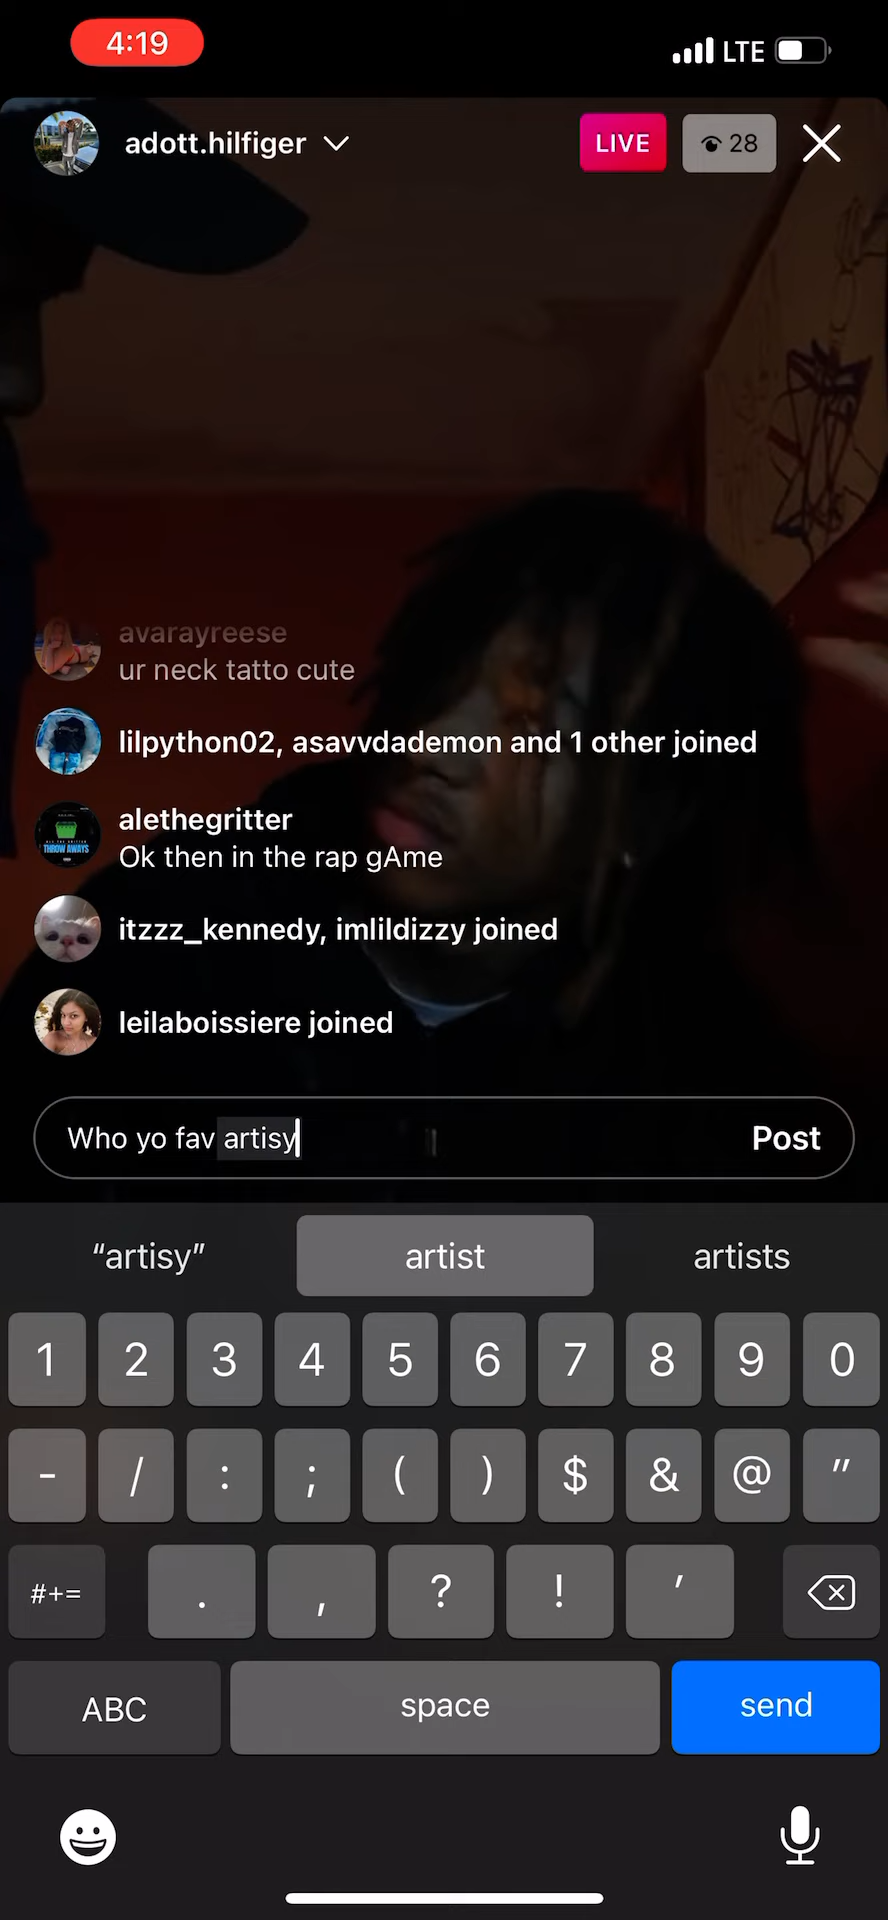 4:19
LTE
adott.hilfiger
LIVE
28
avarayreese
ur neck tatto cute
lilpython02, asavvdademon and 1 other joined
alethegritter
Ok then in the rap gAme
THROW AWAYS
itzzz_kennedy, imlildizzy joined
leilaboissiere joined
Who yo fav artisy
Post
“artisy” artist artists
1 2 3 4 5 6 7 8 9 0
- / : ; ( ) $ & @ "
#+= . , ? ! '
ABC space send